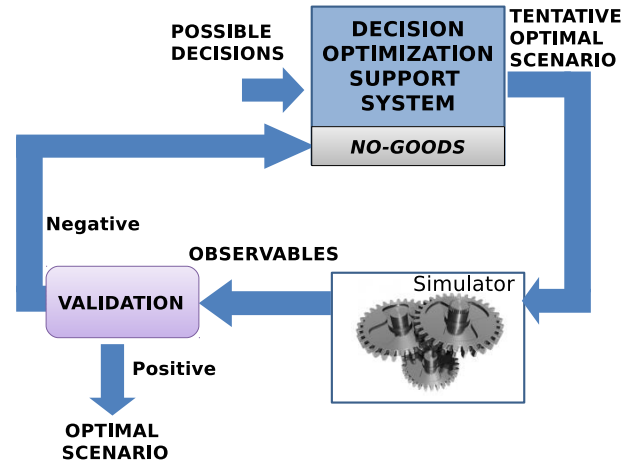 POSSIBLE
DECISIONS
DECISION
OPTIMIZATION
SUPPORT
SYSTEM
NO-GOODS
TENTATIVE
OPTIMAL
SCENARIO
Negative
OBSERVABLES
Simulator
VALIDATION
Positive
OPTIMAL
SCENARIO